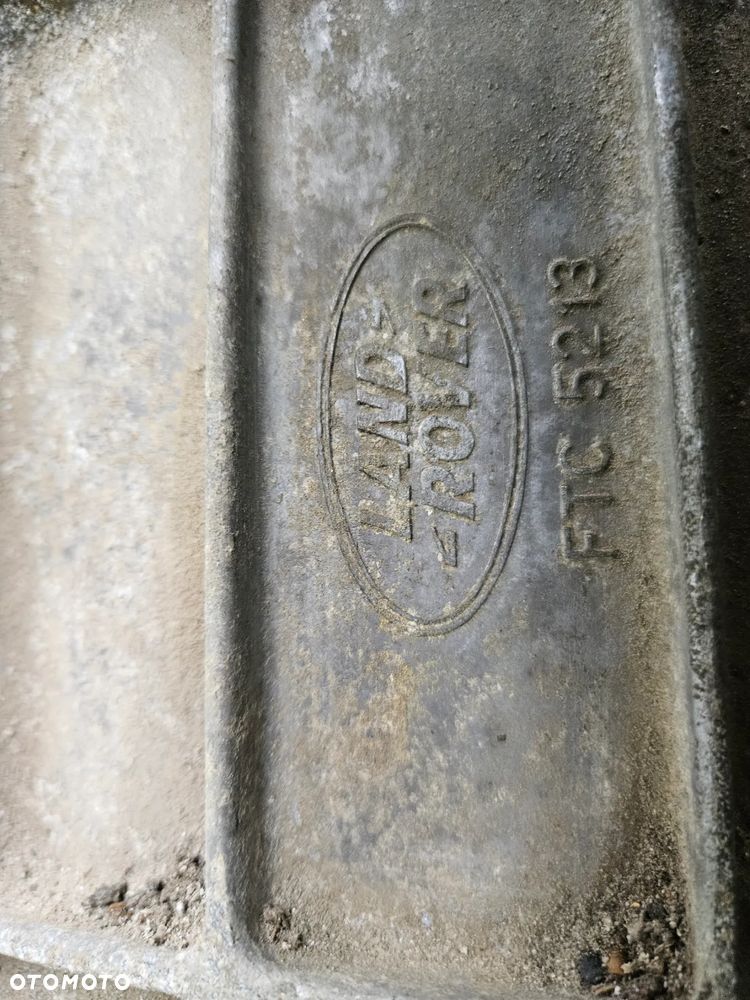 LAND
ROVER
FTC 5213
OTOMOTO